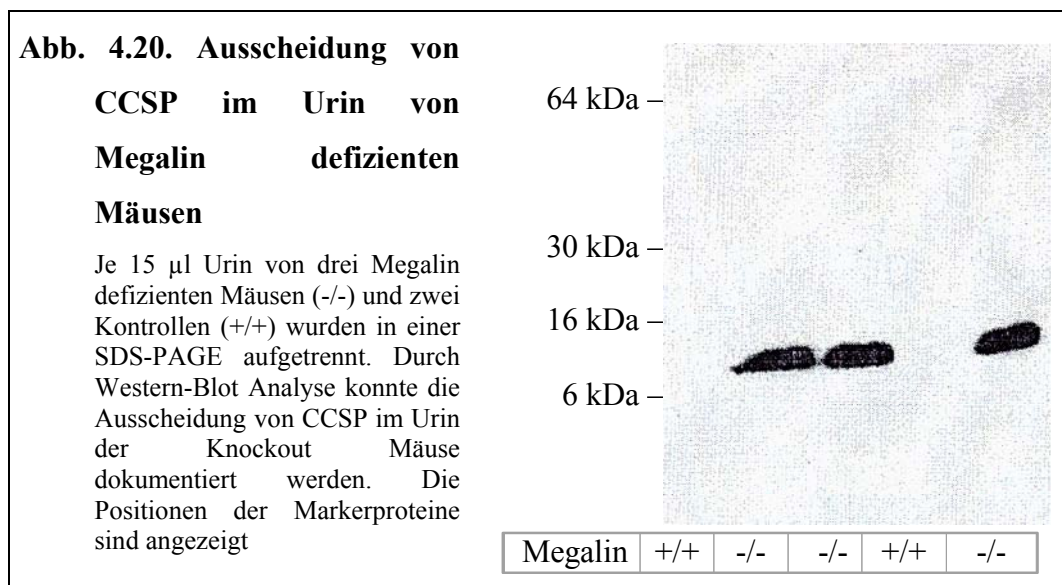 Abb. 4.20. Ausscheidung von
CCSP im Urin von
Megalin defizienten
Mäusen
Je 15 µl Urin von drei Megalin
defizienten Mäusen (-/-) und zwei
Kontrollen (+/+) wurden in einer
SDS-PAGE aufgetrennt. Durch
Western-Blot Analyse konnte die
Ausscheidung von CCSP im Urin
der Knockout Mäuse
dokumentiert werden. Die
Positionen der Markerproteine
sind angezeigt
64 kDa –
30 kDa –
16 kDa –
6 kDa –
Megalin +/+ -/- -/- +/+ -/-